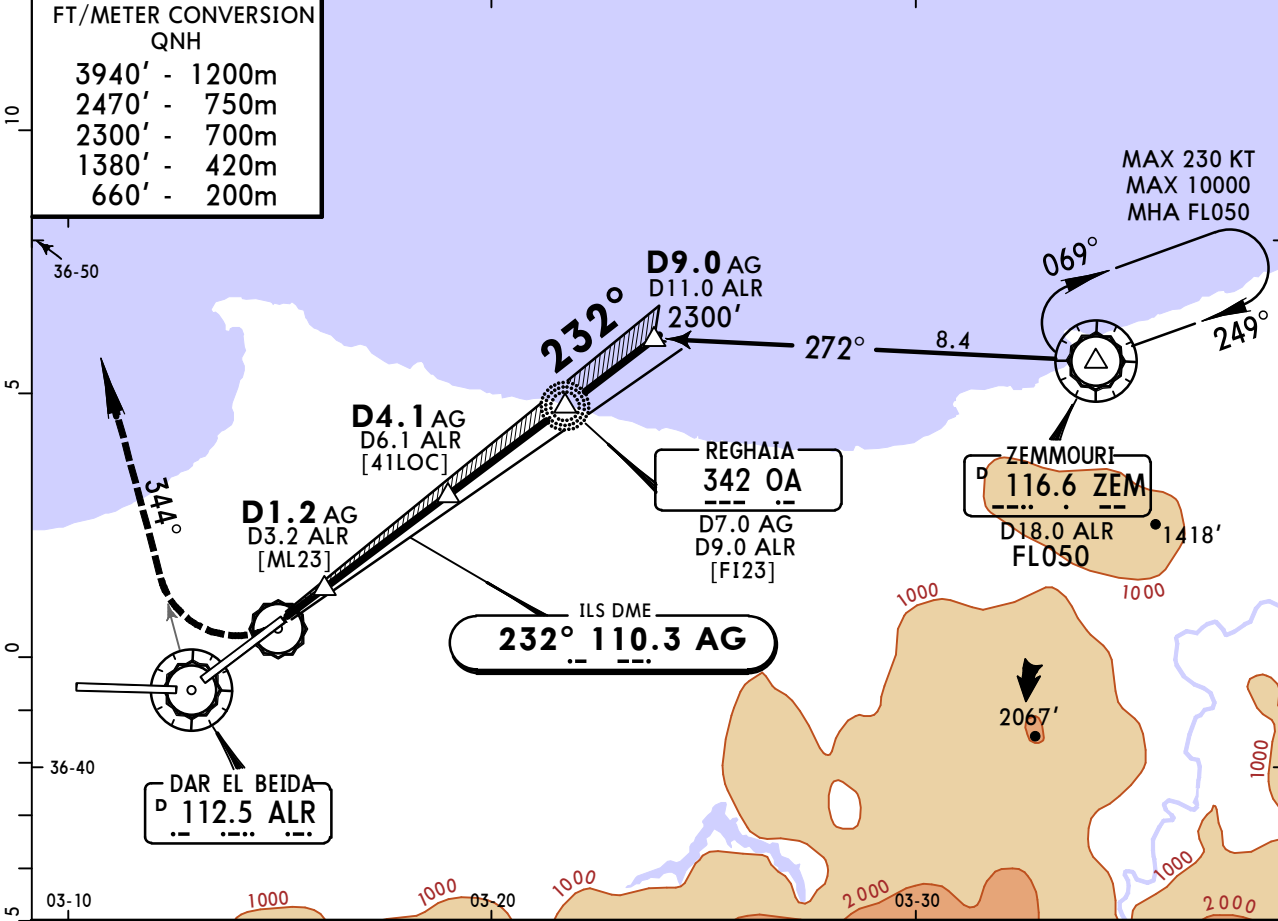 FT/METER CONVERSION
QNH
3940' - 1200m
2470' - 750m
2300' - 700m
1380' - 420m
660' - 200m
10
5
0
5
36-50
36-40
MAX 230 KT
MAX 10000
MHA FL050
069°
249°
D9.0 AG
D11.0 ALR
2300'
232°
272°
8.4
D4.1 AG
D6.1 ALR
[41LOC]
REGHAIA
342 OA
D7.0 AG
D9.0 ALR
[FI23]
ZEMMOURI
D 116.6 ZEM
D18.0 ALR
FL050
1418'
1000
344°
D1.2 AG
D3.2 ALR
[ML23]
ILS DME
232° 110.3 AG
1000
2067'
DAR EL BEIDA
D 112.5 ALR
1000
1000
1000
1000
1000
2000
2000
03-10
03-20
03-30